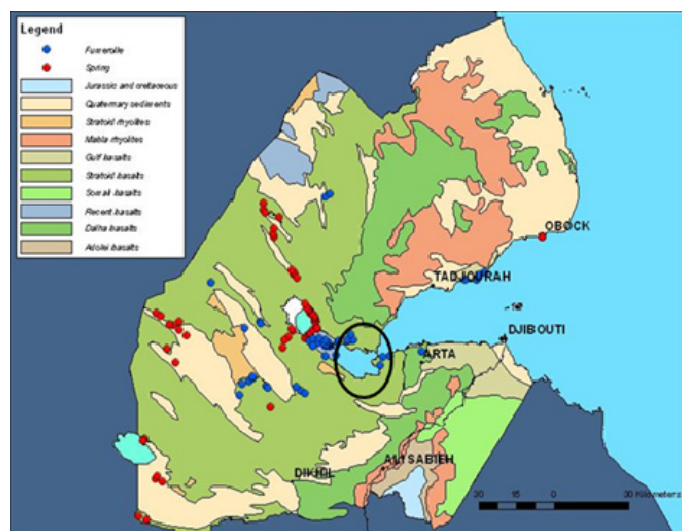 Legend
Fumerolle
Spring
Jurassic and crettaceous
Quaternary sediments
Stratoid rhyolites
Mabla rhyolites
Gulf basalts
Stratoid basalts
Somali basalts
Recent basalts
Dalha basalts
Adolei basalts
OBOCK
TADJOURAH
DJIBOUTI
ARTA
ALI SABIEH
DIKHIL
30 15 0 30 Kilometers